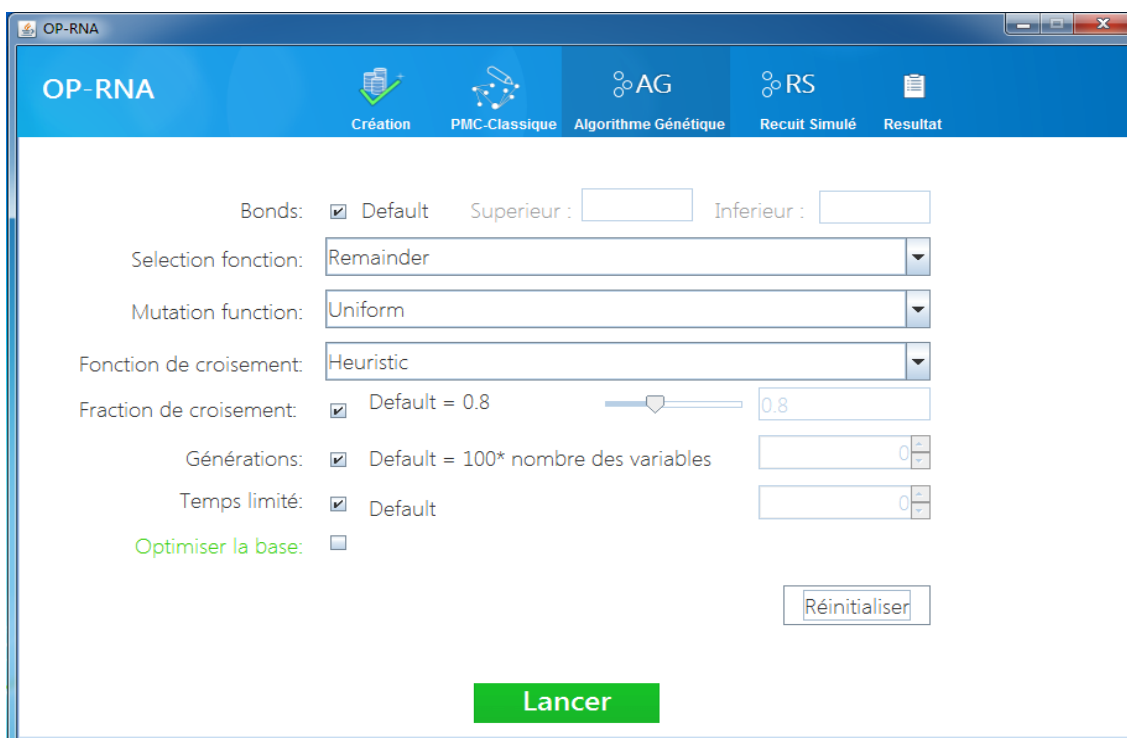 OP-RNA
OP-RNA
AG
RS
Création PMC-Classique Algorithme Génétique Recuit Simulé Resultat
Bonds: Default Superieur : Inferieur :
Selection fonction: Remainder
Mutation function: Uniform
Fonction de croisement: Heuristic
Fraction de croisement: Default = 0.8 0.8
Générations: Default = 100* nombre des variables 0
Temps limité: Default 0
Optimiser la base:
Réinitialiser
Lancer